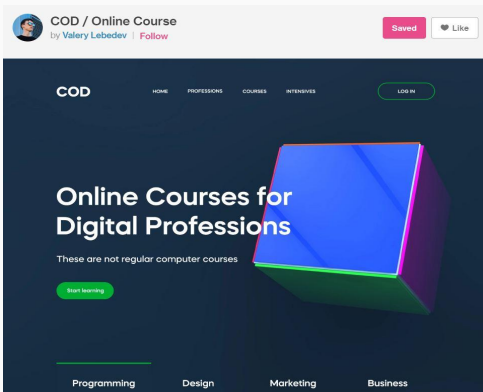 COD / Online Course
by Valery Lebedev | Follow
Saved
Like
COD
HOME
PROFESSIONS
COURSES
INTENSIVES
LOG IN
Online Courses for
Digital Professions
These are not regular computer courses
Start learning
Programming
Design
Marketing
Business